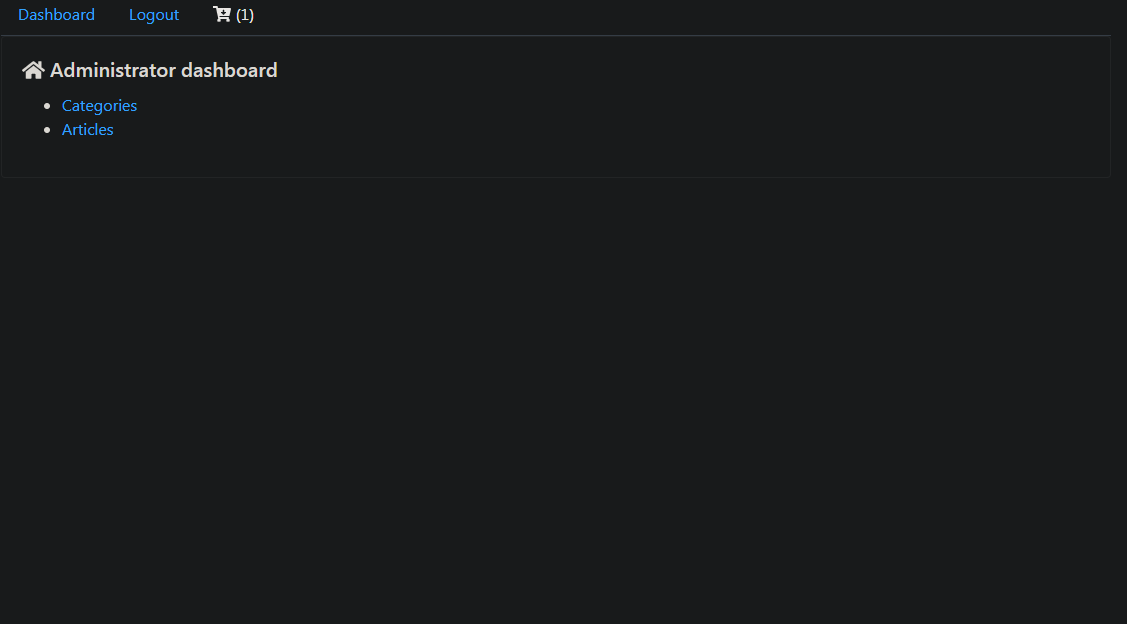 Dashboard Logout (1)
Administrator dashboard
Categories
Articles